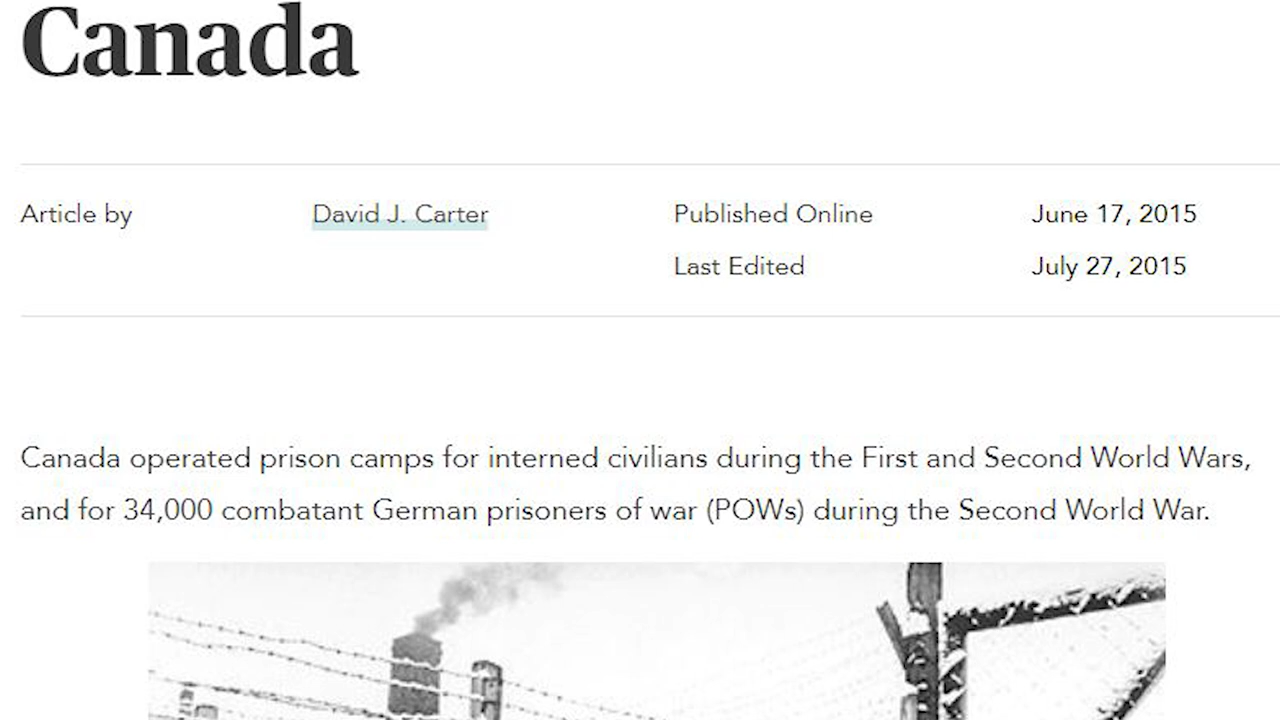 Canada
Article by David J. Carter Published Online June 17, 2015
Last Edited July 27, 2015
Canada operated prison camps for interned civilians during the First and Second World Wars,
and for 34,000 combatant German prisoners of war (POWs) during the Second World War.